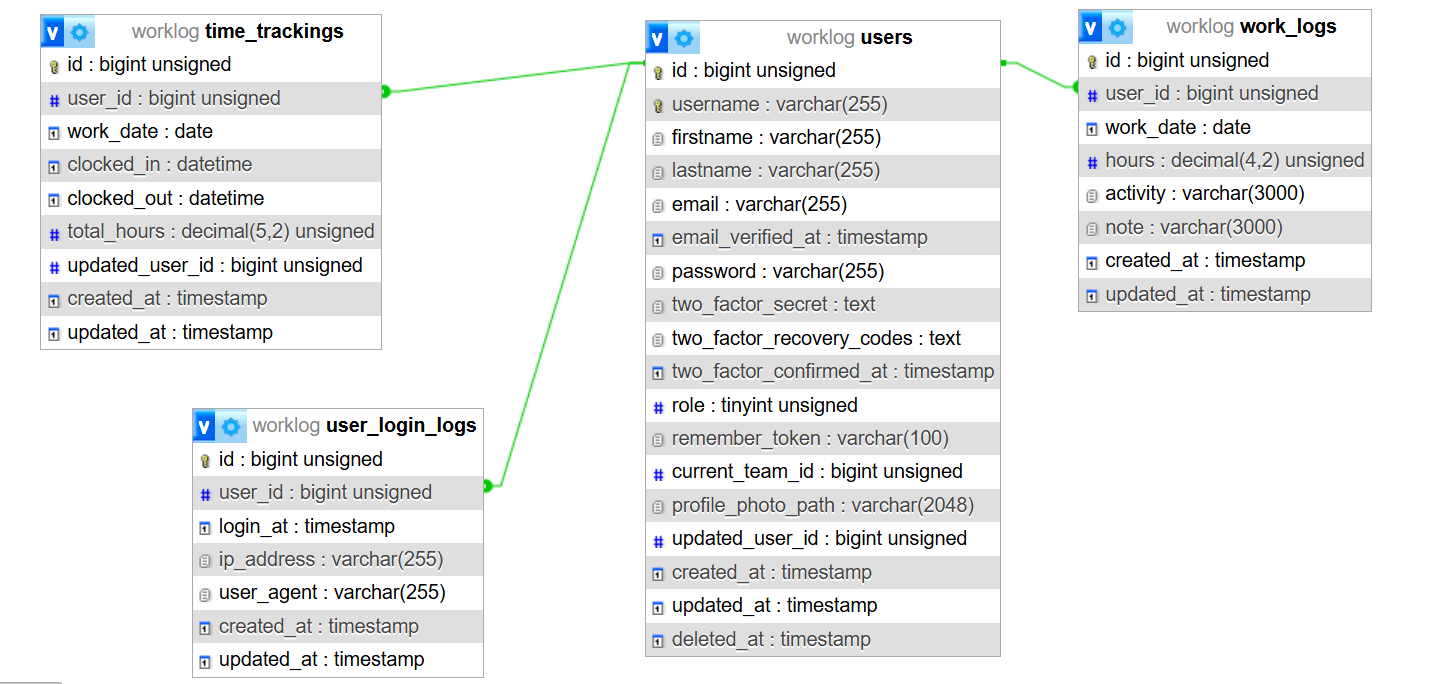 worklog time_trackings
id : bigint unsigned
user_id : bigint unsigned
work_date : date
clocked_in : datetime
clocked_out : datetime
total_hours : decimal(5,2) unsigned
updated_user_id : bigint unsigned
created_at : timestamp
updated_at : timestamp
v worklog user_login_logs
id : bigint unsigned
user_id : bigint unsigned
login_at : timestamp
ip_address : varchar(255)
user_agent : varchar(255)
created_at : timestamp
updated_at : timestamp
v worklog users
id : bigint unsigned
username : varchar(255)
firstname : varchar(255)
lastname : varchar(255)
email : varchar(255)
email_verified_at : timestamp
password : varchar(255)
two_factor_secret : text
two_factor_recovery_codes : text
two_factor_confirmed_at : timestamp
role : tinyint unsigned
remember_token : varchar(100)
current_team_id : bigint unsigned
profile_photo_path : varchar(2048)
updated_user_id : bigint unsigned
created_at : timestamp
updated_at : timestamp
deleted_at : timestamp
v worklog work_logs
id : bigint unsigned
user_id : bigint unsigned
work_date : date
hours : decimal(4,2) unsigned
activity : varchar(3000)
note : varchar(3000)
created_at : timestamp
updated_at : timestamp